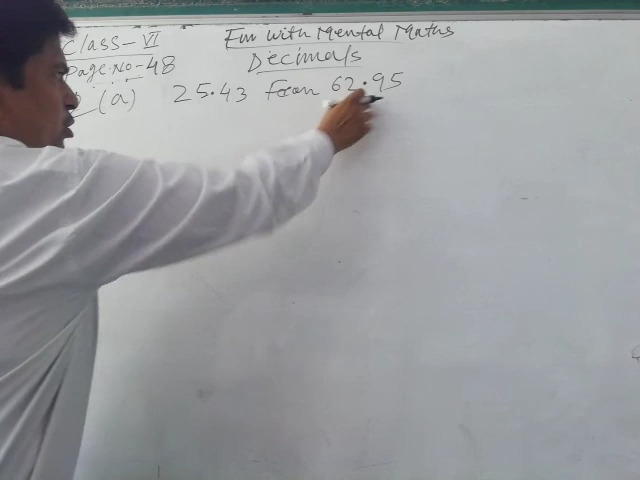 Class-VI Fun with Mental Maths
Page.No-48 Decimals
(a) 25.43 from 62.95